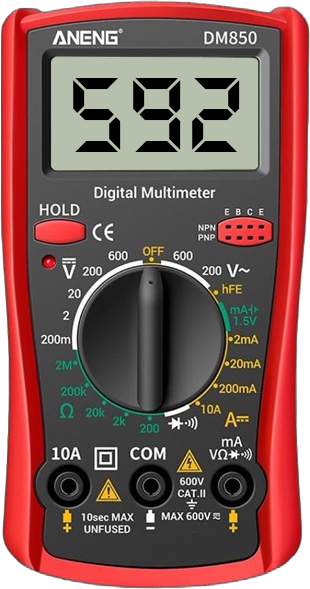 ANENG® DM850
592
Digital Multimeter
HOLD
CE
E B C E
NPN
PNP
OFF
600
600
V
200
200
V~
20
hFE
2
mA
1.5V
200m
2mA
2M
20mA
200k
200mA
Ω
20k
2k
200
10A
A
10A
COM
mA
VΩ
600V
CAT.II
10sec MAX
UNFUSED
MAX 600V